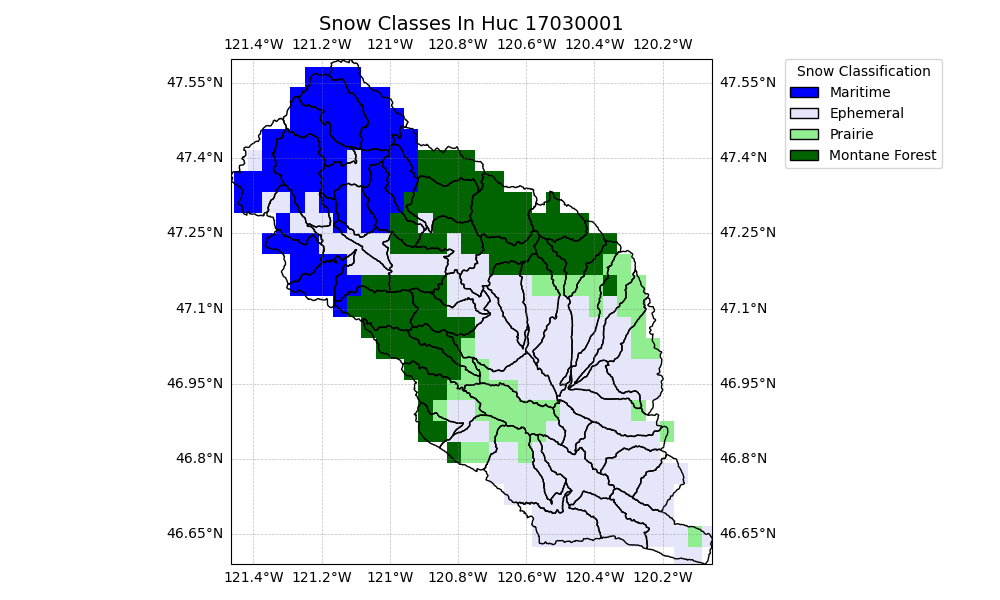 Snow Classes In Huc 17030001
121.4°W 121.2°W 121°W 120.8°W 120.6°W 120.4°W 120.2°W
Snow Classification
Maritime
Ephemeral
Prairie
Montane Forest
47.55°N 47.55°N
47.4°N 47.4°N
47.25°N 47.25°N
47.1°N 47.1°N
46.95°N 46.95°N
46.8°N 46.8°N
46.65°N 46.65°N
121.4°W 121.2°W 121°W 120.8°W 120.6°W 120.4°W 120.2°W